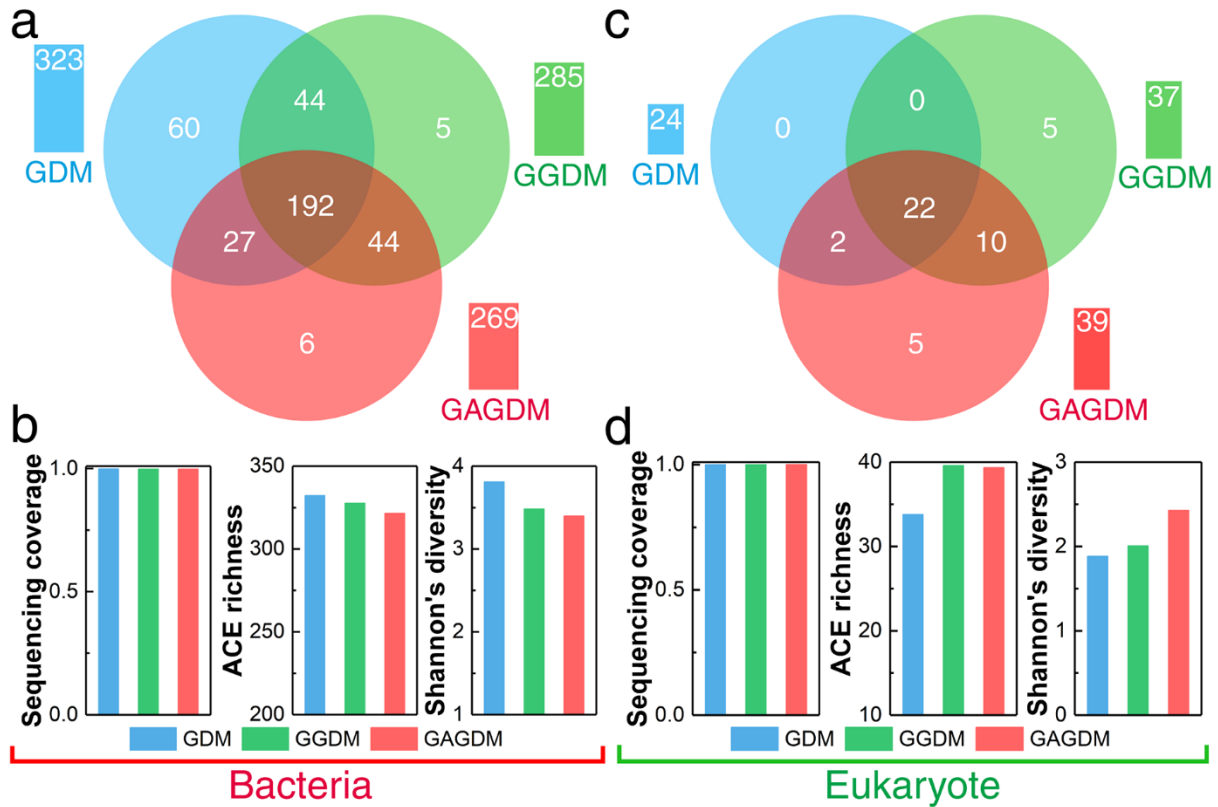 a
323
GDM
60
44
5
285
GGDM
192
27
44
6
269
GAGDM
c
24
GDM
0
0
5
37
GGDM
22
2
10
5
39
GAGDM
b
Sequencing coverage
1.0
0.5
0.0
ACE richness
350
300
250
200
Shannon's diversity
4
3
2
1
GDM GGDM GAGDM
Bacteria
d
Sequencing coverage
1.0
0.5
0.0
ACE richness
40
30
20
10
Shannon's diversity
3
2
1
0
GDM GGDM GAGDM
Eukaryote